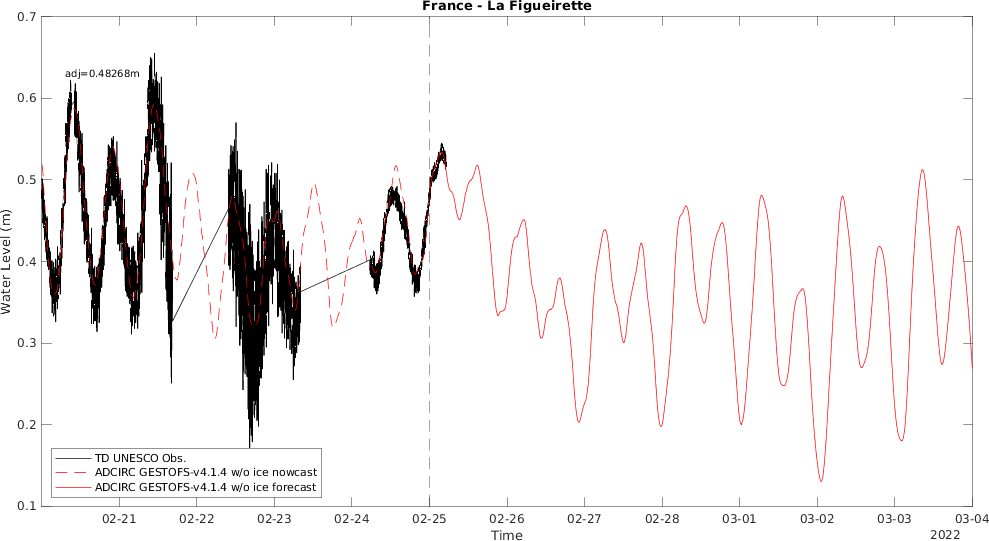 France - La Figueirette
0.7
adj=0.48268m
0.6
0.5
0.4
0.3
0.2
0.1
Water Level (m)
TD UNESCO Obs.
ADCIRC GESTOFS-v4.1.4 w/o ice nowcast
ADCIRC GESTOFS-v4.1.4 w/o ice forecast
02-21 02-22 02-23 02-24 02-25 02-26 02-27 02-28 03-01 03-02 03-03 03-04
Time
2022